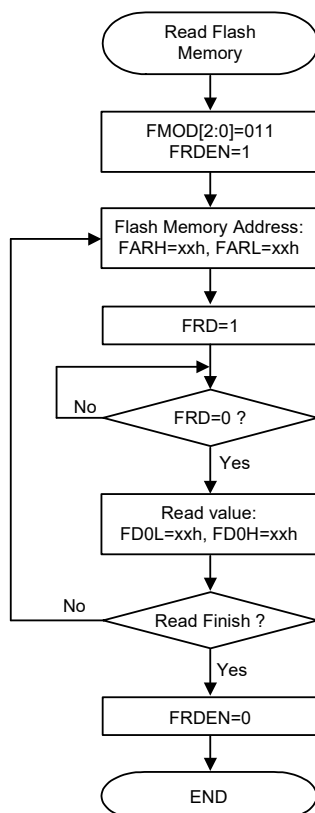 Read Flash
Memory
FMOD[2:0]=011
FRDEN=1
Flash Memory Address:
FARH=xxh, FARL=xxh
FRD=1
No
FRD=0 ?
Yes
Read value:
FD0L=xxh, FD0H=xxh
No
Read Finish ?
Yes
FRDEN=0
END